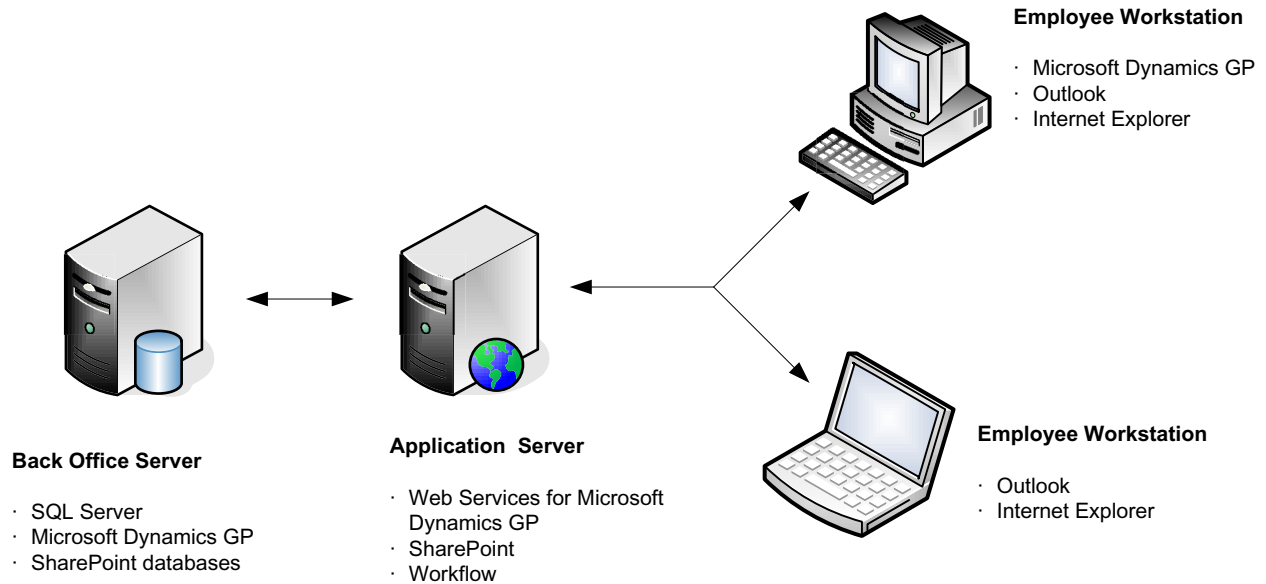 Employee Workstation
· Microsoft Dynamics GP
· Outlook
· Internet Explorer
Back Office Server
· SQL Server
· Microsoft Dynamics GP
· SharePoint databases
Application Server
· Web Services for Microsoft
Dynamics GP
· SharePoint
· Workflow
Employee Workstation
· Outlook
· Internet Explorer